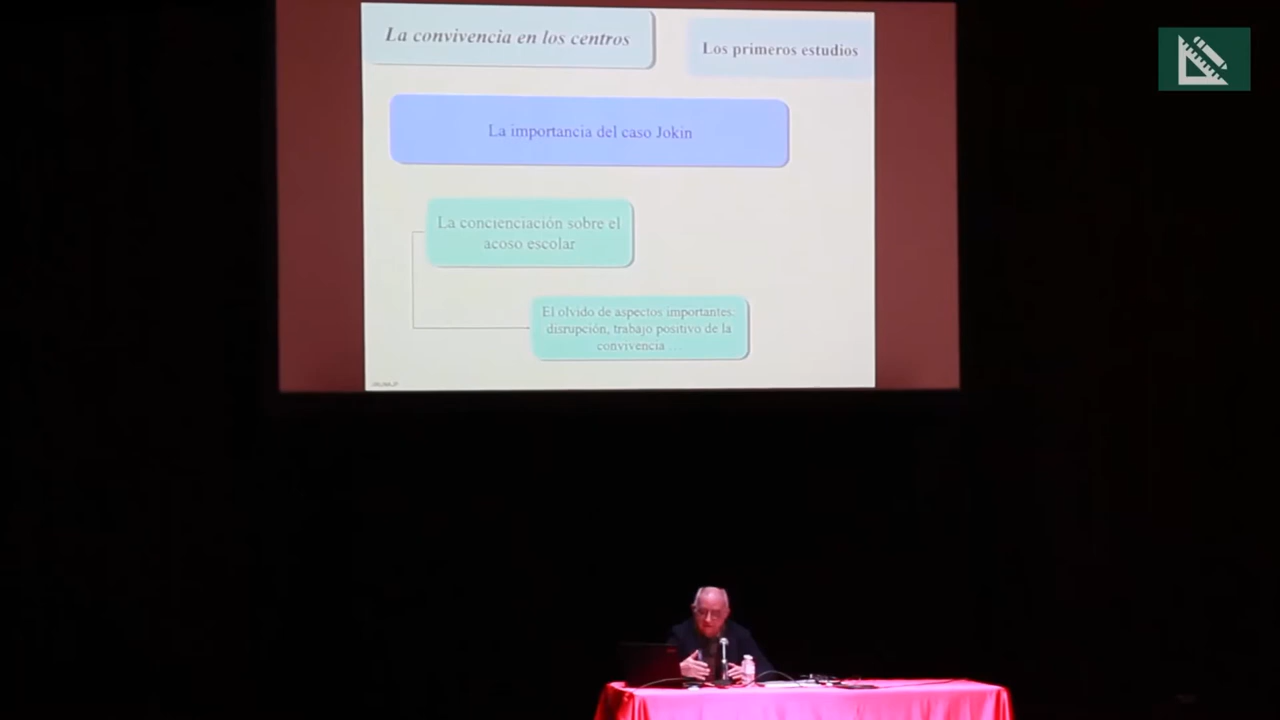 La convivencia en los centros
Los primeros estudios
La importancia del caso Jokin
La concienciación sobre el
acoso escolar
El olvido de aspectos importantes:
disrupción, trabajo positivo de la
convivencia ...